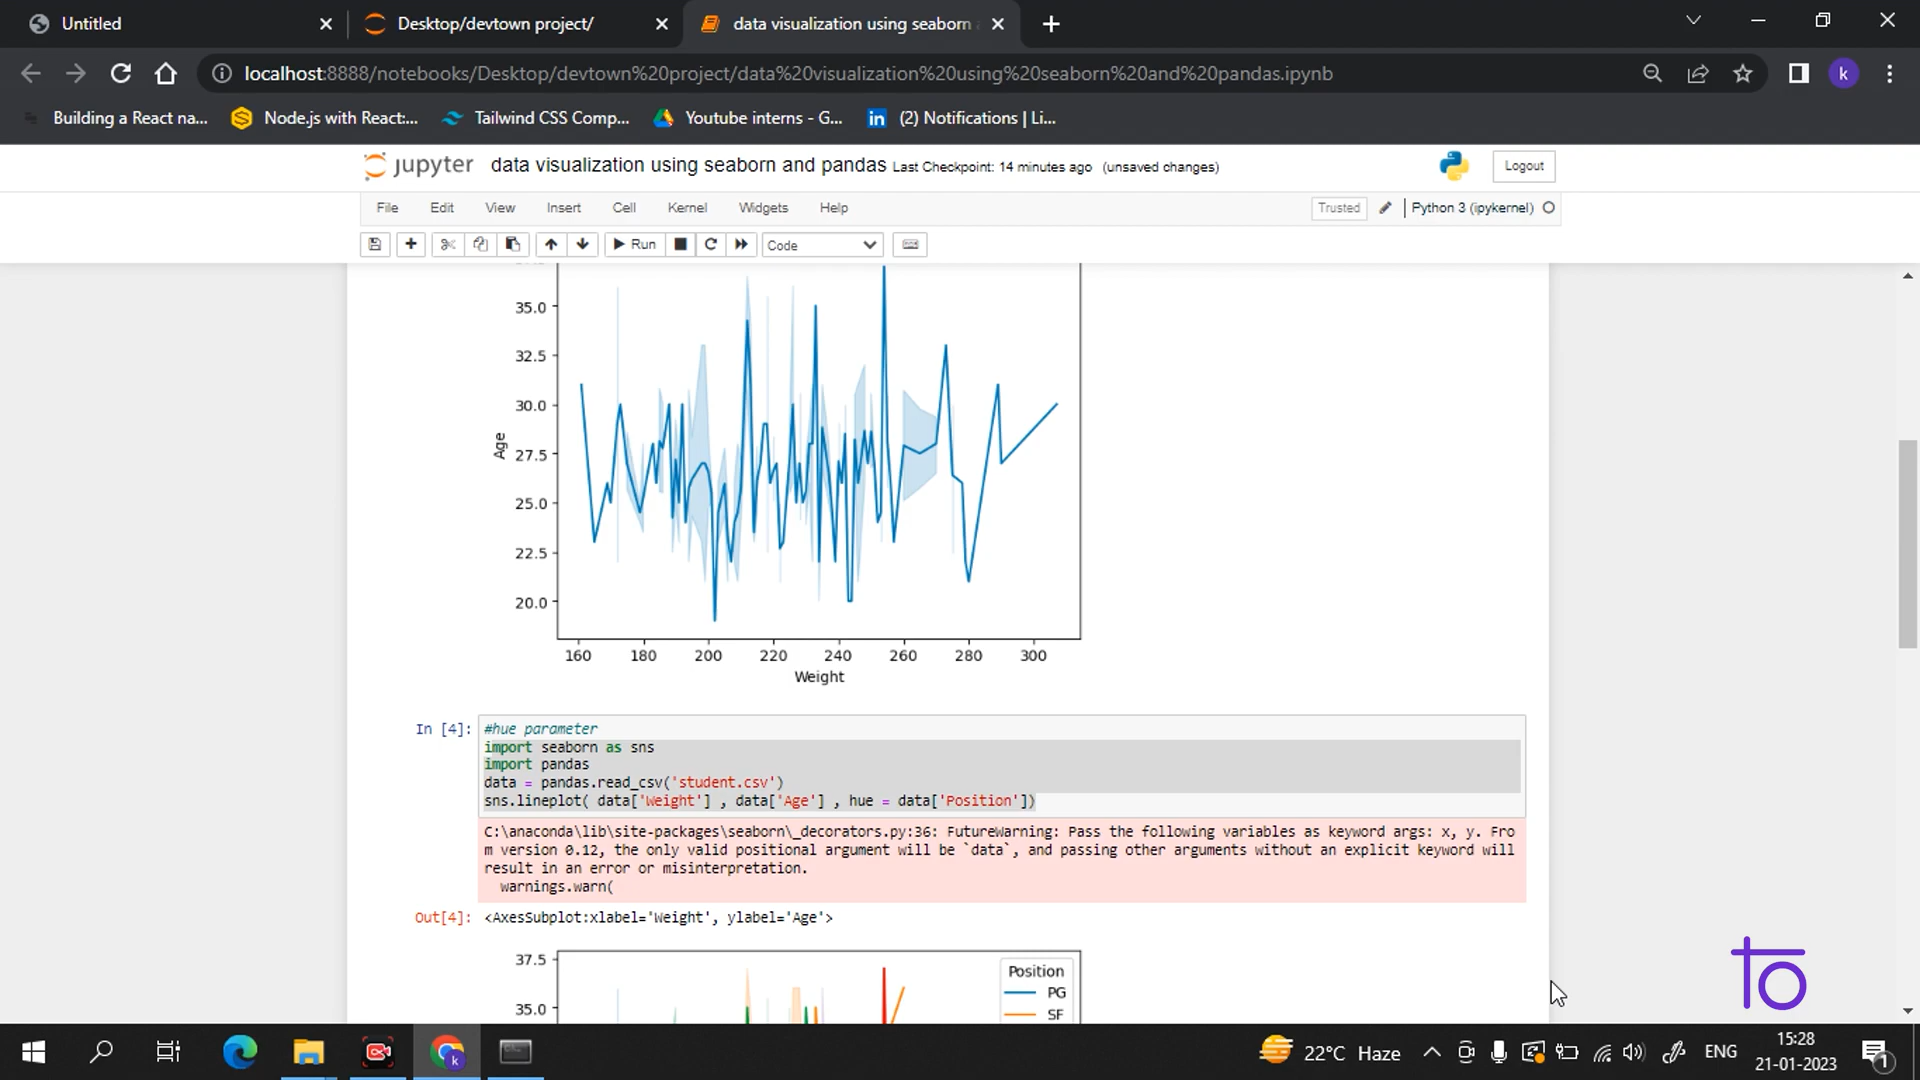 Untitled
Desktop/devtown project/
data visualization using seaborn
localhost:8888/notebooks/Desktop/devtown%20project/data%20visualization%20using%20seaborn%20and%20pandas.ipynb
k
Building a React na...
Node.js with React:...
Tailwind CSS Comp...
Youtube interns - G...
in
(2) Notifications | Li...
jupyter
data visualization using seaborn and pandas
Last Checkpoint: 14 minutes ago (unsaved changes)
Logout
File
Edit
View
Insert
Cell
Kernel
Widgets
Help
Trusted
Python 3 (ipykernel)
Run
Code
35.0
32.5
30.0
27.5
25.0
22.5
20.0
Age
160 180 200 220 240 260 280 300
Weight
In [4]:
#hue parameter
import seaborn as sns
import pandas
data = pandas.read_csv('student.csv')
sns.lineplot( data['Weight'] , data['Age'] , hue = data['Position'])
C:\anaconda\lib\site-packages\seaborn\_decorators.py:36: FutureWarning: Pass the following variables as keyword args: x, y. Fro
m version 0.12, the only valid positional argument will be `data`, and passing other arguments without an explicit keyword will
result in an error or misinterpretation.
warnings.warn(
Out[4]:
<AxesSubplot:xlabel='Weight', ylabel='Age'>
37.5
35.0
Position
PG
SF
k
22°C Haze
ENG
15:28
21-01-2023
1